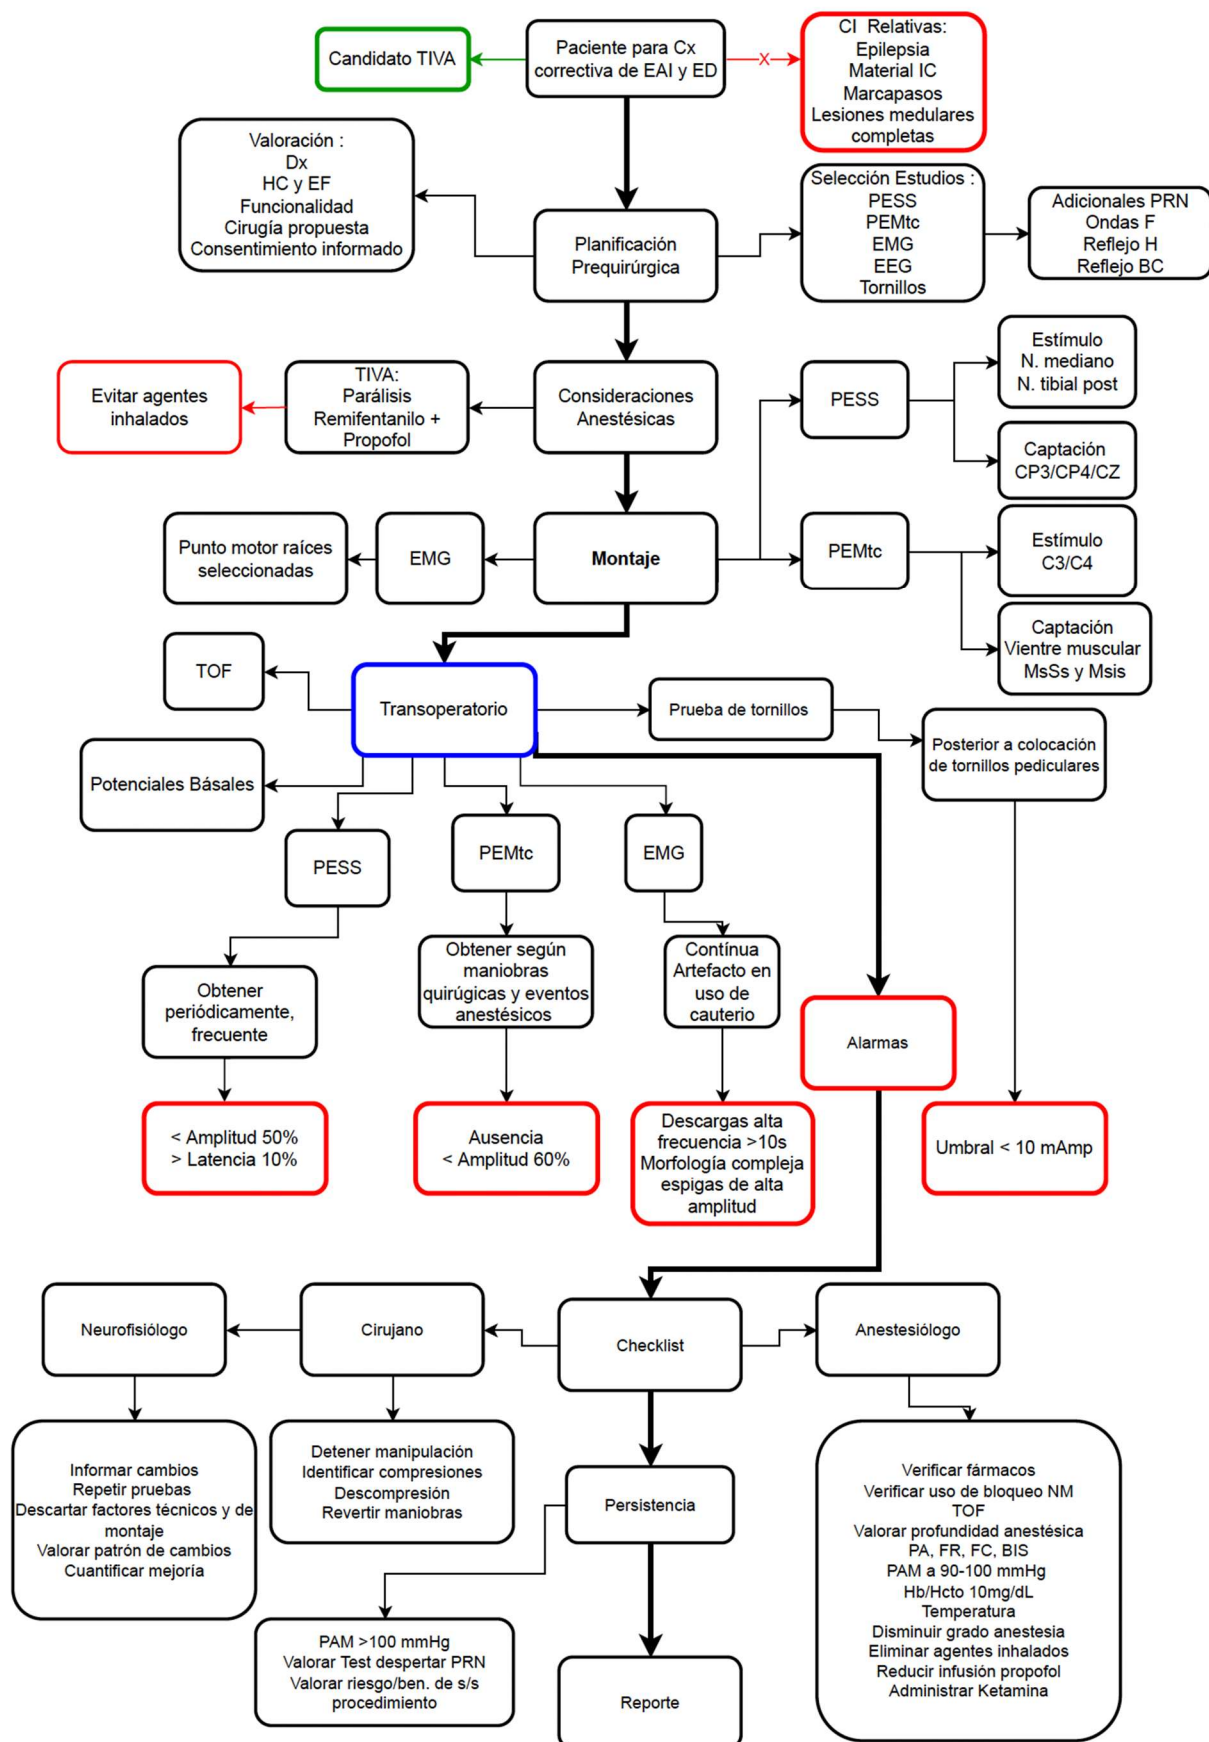 Candidato TIVA
Paciente para Cx
correctiva de EAI y ED
X
CI Relativas:
Epilepsia
Material IC
Marcapasos
Lesiones medulares
completas
Valoración :
Dx
HC y EF
Funcionalidad
Cirugía propuesta
Consentimiento informado
Planificación
Prequirúrgica
Selección Estudios :
PESS
PEMtc
EMG
EEG
Tornillos
Adicionales PRN
Ondas F
Reflejo H
Reflejo BC
Evitar agentes
inhalados
TIVA:
Parálisis
Remifentanilo +
Propofol
Consideraciones
Anestésicas
PESS
Estímulo
N. mediano
N. tibial post
Captación
CP3/CP4/CZ
Punto motor raíces
seleccionadas
EMG
Montaje
PEMtc
Estímulo
C3/C4
Captación
Vientre muscular
MsSs y Msis
TOF
Transoperatorio
Prueba de tornillos
Posterior a colocación
de tornillos pediculares
Potenciales Básales
PESS
PEMtc
EMG
Obtener
periódicamente,
frecuente
Obtener según
maniobras
quirúgicas y eventos
anestésicos
Contínua
Artefacto en
uso de
cauterio
Alarmas
< Amplitud 50%
> Latencia 10%
Ausencia
< Amplitud 60%
Descargas alta
frecuencia >10s
Morfología compleja
espigas de alta
amplitud
Umbral < 10 mAmp
Neurofisiólogo
Cirujano
Checklist
Anestesiólogo
Informar cambios
Repetir pruebas
Descartar factores técnicos y de
montaje
Valorar patrón de cambios
Cuantificar mejoría
Detener manipulación
Identificar compresiones
Descompresión
Revertir maniobras
Persistencia
Verificar fármacos
Verificar uso de bloqueo NM
TOF
Valorar profundidad anestésica
PA, FR, FC, BIS
PAM a 90-100 mmHg
Hb/Hcto 10mg/dL
Temperatura
Disminuir grado anestesia
Eliminar agentes inhalados
Reducir infusión propofol
Administrar Ketamina
PAM >100 mmHg
Valorar Test despertar PRN
Valorar riesgo/ben. de s/s
procedimiento
Reporte